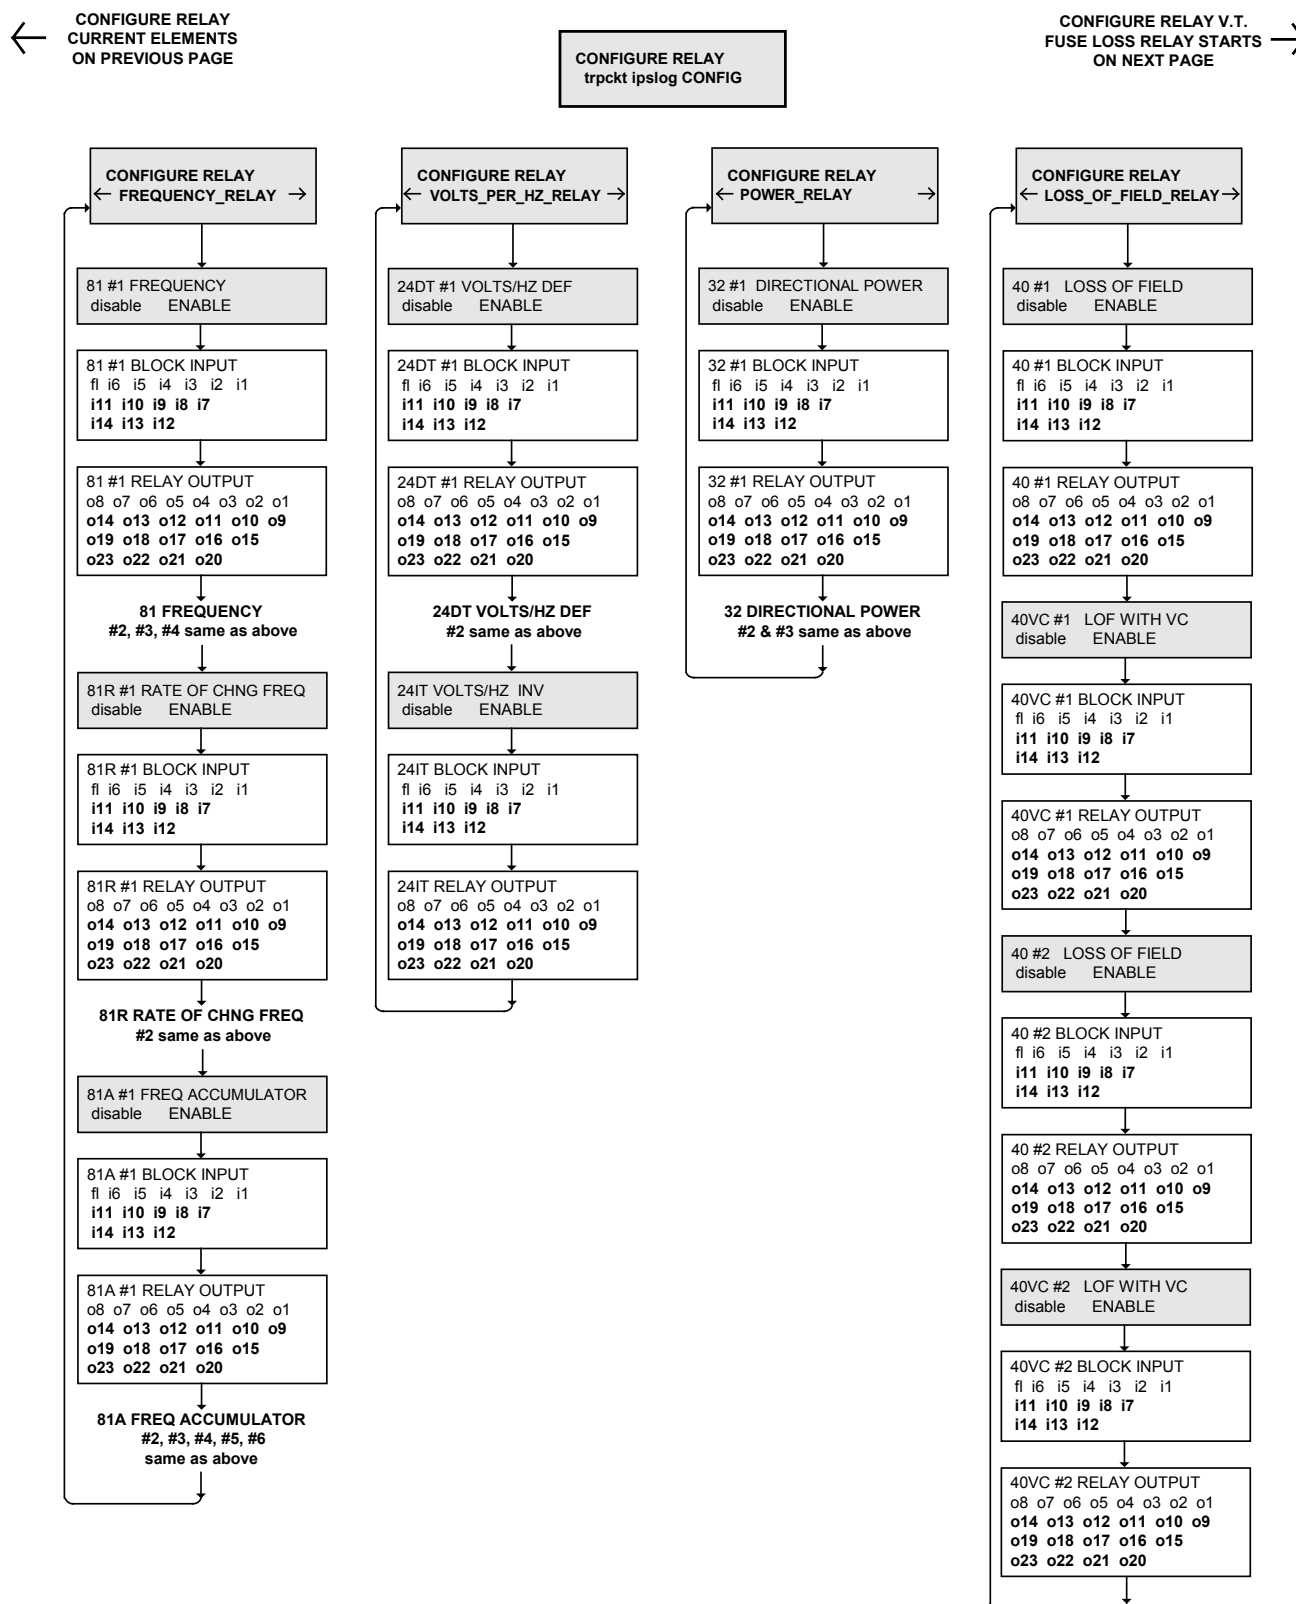 CONFIGURE RELAY
CURRENT ELEMENTS
ON PREVIOUS PAGE
CONFIGURE RELAY
trpckt ipslog CONFIG
CONFIGURE RELAY V.T.
FUSE LOSS RELAY STARTS
ON NEXT PAGE
CONFIGURE RELAY
FREQUENCY_RELAY
81 #1 FREQUENCY
disable ENABLE
81 #1 BLOCK INPUT
fl i6 i5 i4 i3 i2 i1
i11 i10 i9 i8 i7
i14 i13 i12
81 #1 RELAY OUTPUT
o8 o7 o6 o5 o4 o3 o2 o1
o14 o13 o12 o11 o10 o9
o19 o18 o17 o16 o15
o23 o22 o21 o20
81 FREQUENCY
#2, #3, #4 same as above
81R #1 RATE OF CHNG FREQ
disable ENABLE
81R #1 BLOCK INPUT
fl i6 i5 i4 i3 i2 i1
i11 i10 i9 i8 i7
i14 i13 i12
81R #1 RELAY OUTPUT
o8 o7 o6 o5 o4 o3 o2 o1
o14 o13 o12 o11 o10 o9
o19 o18 o17 o16 o15
o23 o22 o21 o20
81R RATE OF CHNG FREQ
#2 same as above
81A #1 FREQ ACCUMULATOR
disable ENABLE
81A #1 BLOCK INPUT
fl i6 i5 i4 i3 i2 i1
i11 i10 i9 i8 i7
i14 i13 i12
81A #1 RELAY OUTPUT
o8 o7 o6 o5 o4 o3 o2 o1
o14 o13 o12 o11 o10 o9
o19 o18 o17 o16 o15
o23 o22 o21 o20
81A FREQ ACCUMULATOR
#2, #3, #4, #5, #6
same as above
CONFIGURE RELAY
VOLTS_PER_HZ_RELAY
24DT #1 VOLTS/HZ DEF
disable ENABLE
24DT #1 BLOCK INPUT
fl i6 i5 i4 i3 i2 i1
i11 i10 i9 i8 i7
i14 i13 i12
24DT #1 RELAY OUTPUT
o8 o7 o6 o5 o4 o3 o2 o1
o14 o13 o12 o11 o10 o9
o19 o18 o17 o16 o15
o23 o22 o21 o20
24DT VOLTS/HZ DEF
#2 same as above
24IT VOLTS/HZ INV
disable ENABLE
24IT BLOCK INPUT
fl i6 i5 i4 i3 i2 i1
i11 i10 i9 i8 i7
i14 i13 i12
24IT RELAY OUTPUT
o8 o7 o6 o5 o4 o3 o2 o1
o14 o13 o12 o11 o10 o9
o19 o18 o17 o16 o15
o23 o22 o21 o20
CONFIGURE RELAY
POWER_RELAY
32 #1 DIRECTIONAL POWER
disable ENABLE
32 #1 BLOCK INPUT
fl i6 i5 i4 i3 i2 i1
i11 i10 i9 i8 i7
i14 i13 i12
32 #1 RELAY OUTPUT
o8 o7 o6 o5 o4 o3 o2 o1
o14 o13 o12 o11 o10 o9
o19 o18 o17 o16 o15
o23 o22 o21 o20
32 DIRECTIONAL POWER
#2 & #3 same as above
CONFIGURE RELAY
LOSS_OF_FIELD_RELAY
40 #1 LOSS OF FIELD
disable ENABLE
40 #1 BLOCK INPUT
fl i6 i5 i4 i3 i2 i1
i11 i10 i9 i8 i7
i14 i13 i12
40 #1 RELAY OUTPUT
o8 o7 o6 o5 o4 o3 o2 o1
o14 o13 o12 o11 o10 o9
o19 o18 o17 o16 o15
o23 o22 o21 o20
40VC #1 LOF WITH VC
disable ENABLE
40VC #1 BLOCK INPUT
fl i6 i5 i4 i3 i2 i1
i11 i10 i9 i8 i7
i14 i13 i12
40VC #1 RELAY OUTPUT
o8 o7 o6 o5 o4 o3 o2 o1
o14 o13 o12 o11 o10 o9
o19 o18 o17 o16 o15
o23 o22 o21 o20
40 #2 LOSS OF FIELD
disable ENABLE
40 #2 BLOCK INPUT
fl i6 i5 i4 i3 i2 i1
i11 i10 i9 i8 i7
i14 i13 i12
40 #2 RELAY OUTPUT
o8 o7 o6 o5 o4 o3 o2 o1
o14 o13 o12 o11 o10 o9
o19 o18 o17 o16 o15
o23 o22 o21 o20
40VC #2 LOF WITH VC
disable ENABLE
40VC #2 BLOCK INPUT
fl i6 i5 i4 i3 i2 i1
i11 i10 i9 i8 i7
i14 i13 i12
40VC #2 RELAY OUTPUT
o8 o7 o6 o5 o4 o3 o2 o1
o14 o13 o12 o11 o10 o9
o19 o18 o17 o16 o15
o23 o22 o21 o20